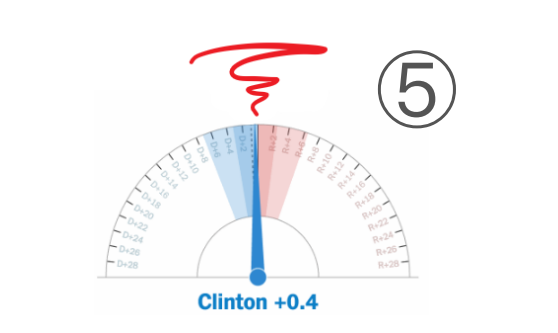 5
D+28
D+26
D+24
D+22
D+20
D+18
D+16
D+14
D+12
D+10
D+8
D+6
D+4
D+2
R+2
R+4
R+6
R+8
R+10
R+12
R+14
R+16
R+18
R+20
R+22
R+24
R+26
R+28
Clinton +0.4